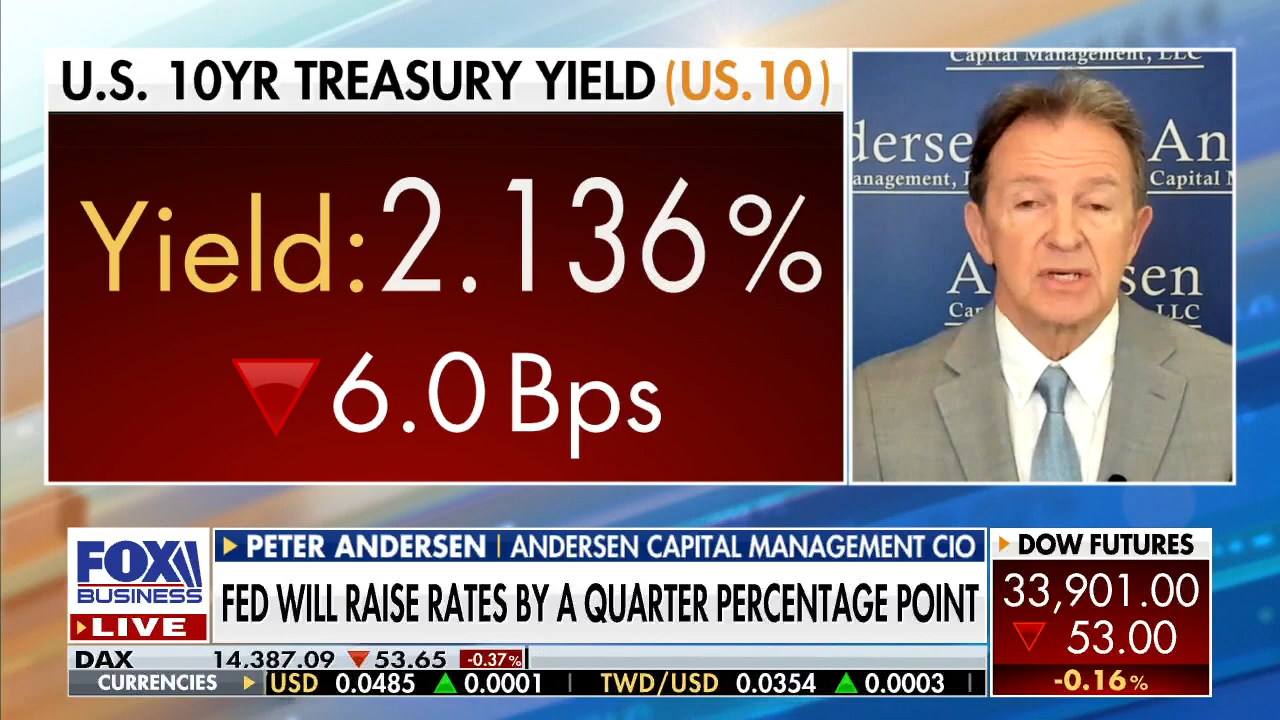 U.S. 10YR TREASURY YIELD (US.10)
Yield: 2.136%
6.0 Bps
Capital Management, LLC
derse An
anagement, Capital
A sen
Ca LLC
PETER ANDERSEN | ANDERSEN CAPITAL MANAGEMENT CIO
FED WILL RAISE RATES BY A QUARTER PERCENTAGE POINT
FOX
BUSINESS
LIVE
DOW FUTURES
33,901.00
53.00
-0.16%
DAX 14,387.09 53.65 -0.37%
CURRENCIES USD 0.0485 0.0001 | TWD/USD 0.0354 0.0003 |